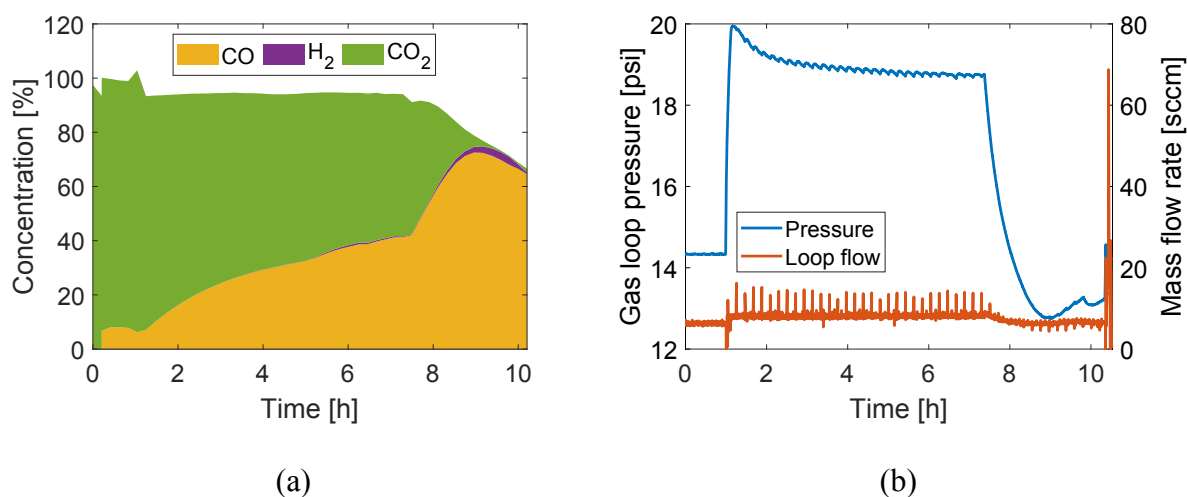 120
100
80
60
40
20
0
Concentration [%]
CO H₂ CO₂
0 2 4 6 8 10
Time [h]
(a)
20
18
16
14
12
Gas loop pressure [psi]
Pressure
Loop flow
80
60
40
20
0
Mass flow rate [sccm]
0 2 4 6 8 10
Time [h]
(b)